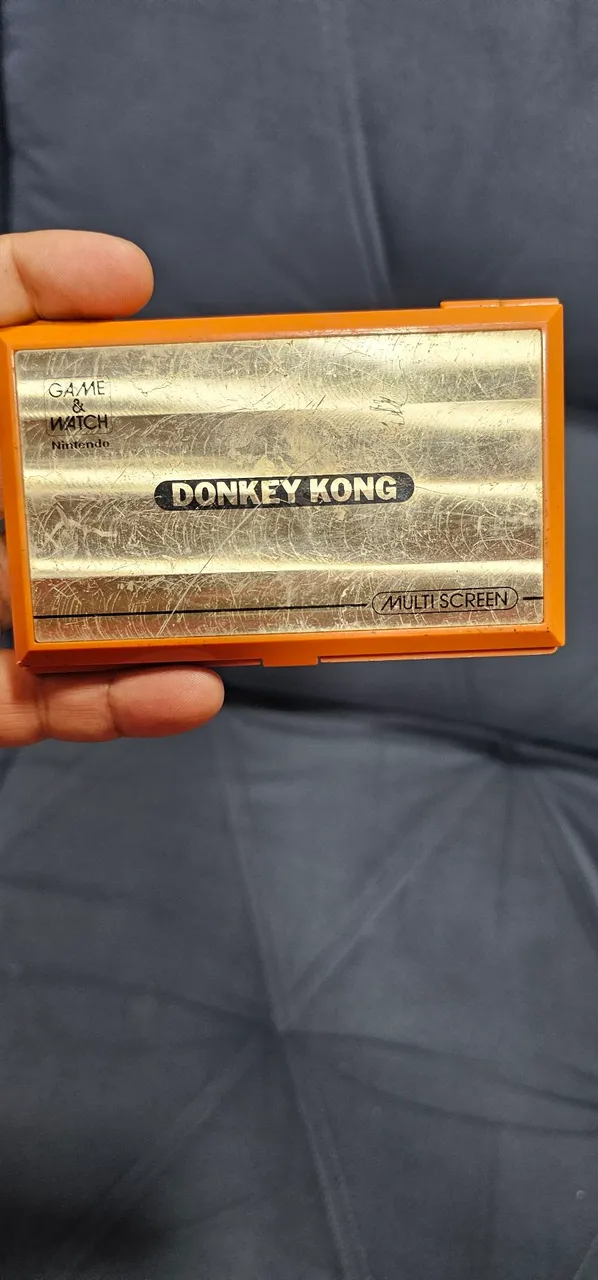 GAME
&
WATCH
Nintendo
DONKEY KONG
MULTI SCREEN